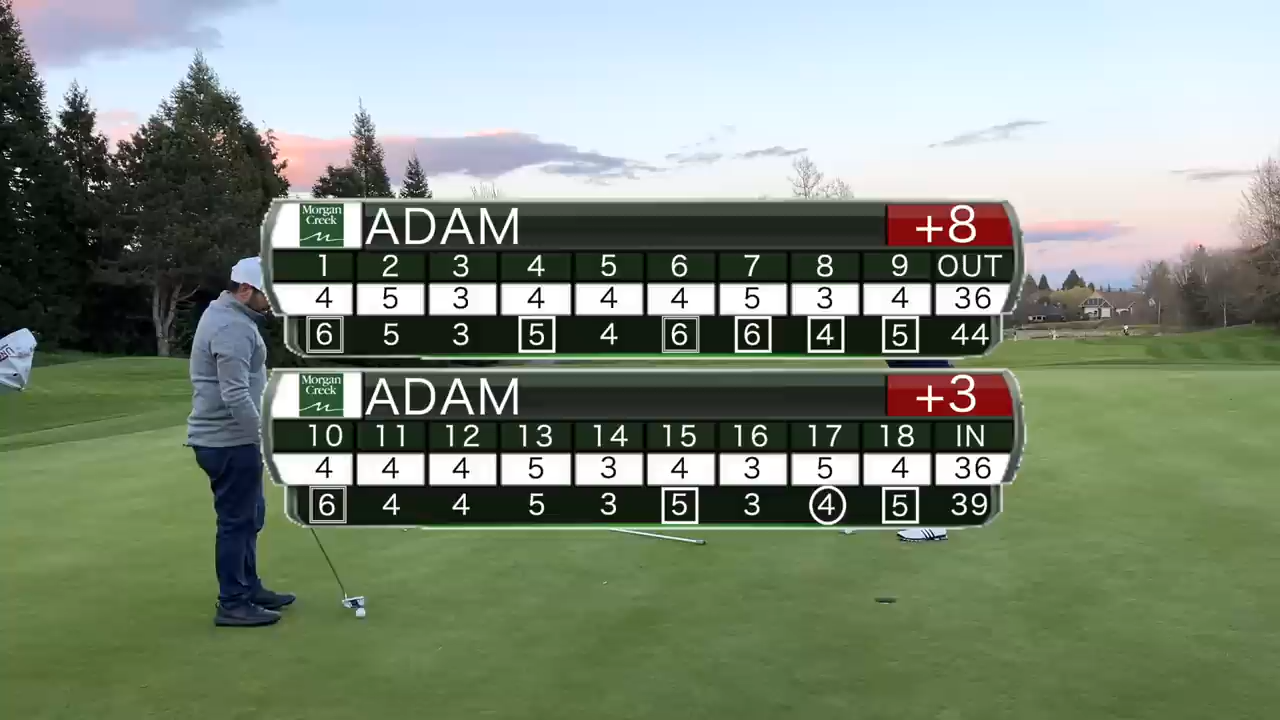 Morgan
Creek
ADAM
+8
1 2 3 4 5 6 7 8 9 OUT
4 5 3 4 4 4 5 3 4 36
6 5 3 5 4 6 6 4 5 44
Morgan
Creek
ADAM
+3
10 11 12 13 14 15 16 17 18 IN
4 4 4 5 3 4 3 5 4 36
6 4 4 5 3 5 3 4 5 39